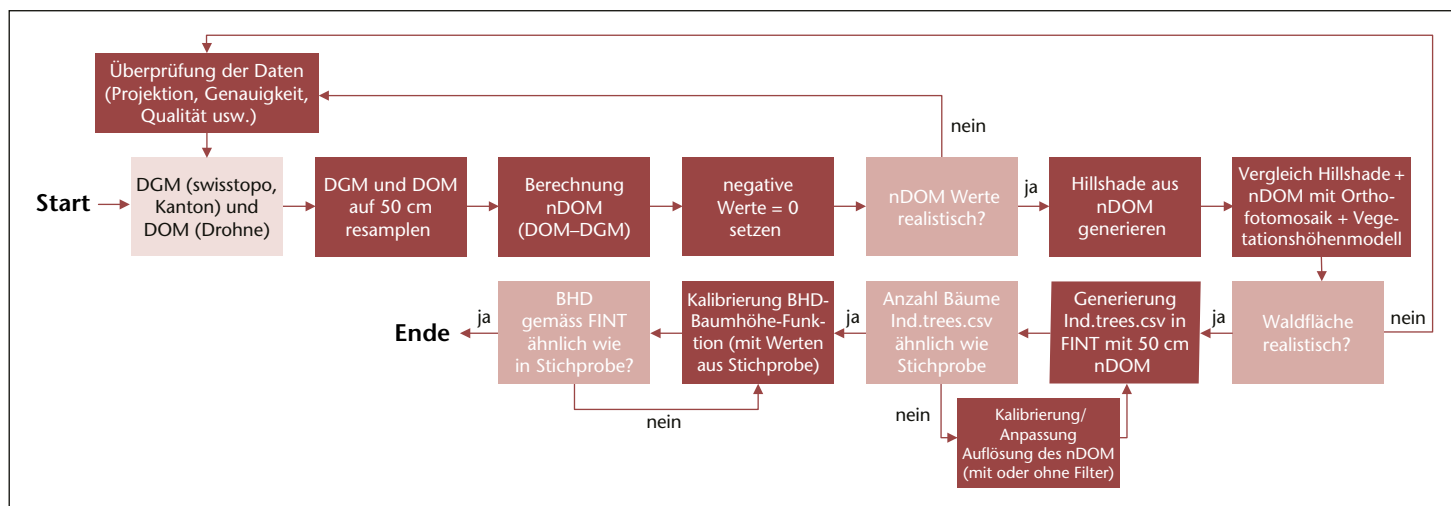 Überprüfung der Daten
(Projektion, Genauigkeit,
Qualität usw.)
nein
Start
DGM (swisstopo,
Kanton) und
DOM (Drohne)
DGM und DOM
auf 50 cm
resamplen
Berechnung
nDOM
(DOM–DGM)
negative
Werte = 0
setzen
nDOM Werte
realistisch?
ja
Hillshade aus
nDOM
generieren
Vergleich Hillshade +
nDOM mit Ortho-
fotomosaik + Vege-
tationshöhenmodell
Waldfläche
realistisch?
nein
ja
Generierung
Ind.trees.csv in
FINT mit 50 cm
nDOM
Anzahl Bäume
Ind.trees.csv
ähnlich wie
Stichprobe
nein
Kalibrierung/
Anpassung
Auflösung des nDOM
(mit oder ohne Filter)
ja
Kalibrierung BHD-
Baumhöhe-Funk-
tion (mit Werten
aus Stichprobe)
BHD
gemäss FINT
ähnlich wie
in Stichprobe?
nein
ja
Ende